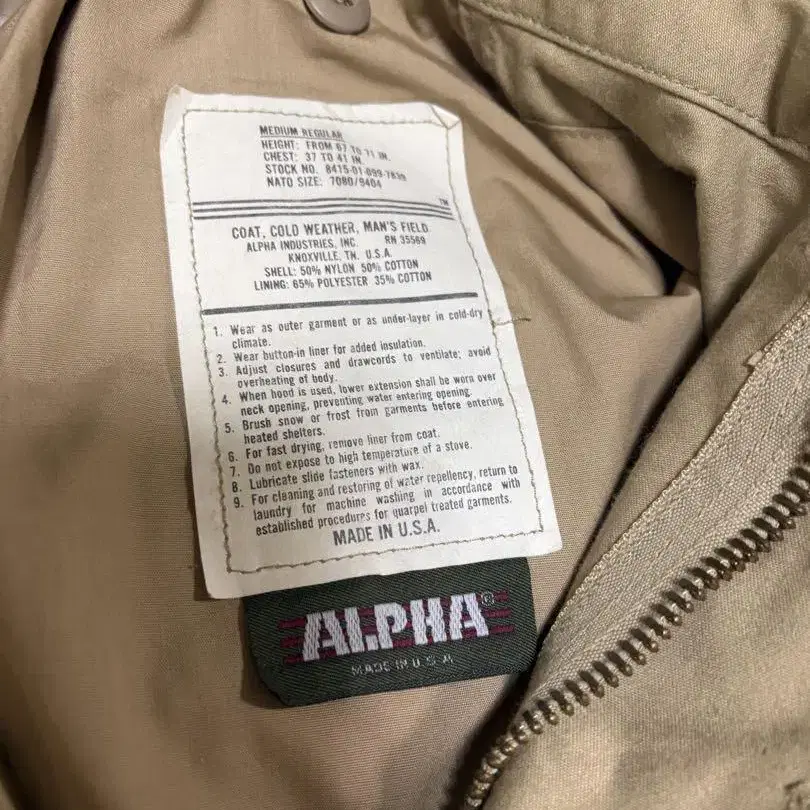 MEDIUM REGULAR
HEIGHT: FROM 67 TO 71 IN.
CHEST: 37 TO 41 IN.
STOCK NO. 8415-01-099-7839
NATO SIZE: 7080/9404
TM
COAT, COLD WEATHER, MAN'S FIELD
ALPHA INDUSTRIES, INC. RN 35569
KNOXVILLE, TN. U.S.A.
SHELL: 50% NYLON 50% COTTON
LINING: 65% POLYESTER 35% COTTON
1. Wear as outer garment or as under-layer in cold-dry
climate.
2. Wear button-in liner for added insulation.
3. Adjust closures and drawcords to ventilate; avoid
overheating of body.
4. When hood is used, lower extension shall be worn over
neck opening, preventing water entering opening.
5. Brush snow or frost from garments before entering
heated shelters.
6. For fast drying, remove liner from coat.
7. Do not expose to high temperature of a stove.
8. Lubricate slide fasteners with wax.
9. For cleaning and restoring of water repellency, return to
laundry for machine washing in accordance with
established procedures for quarpel treated garments.
MADE IN U.S.A.
ALPHA®
MADE IN U.S.A